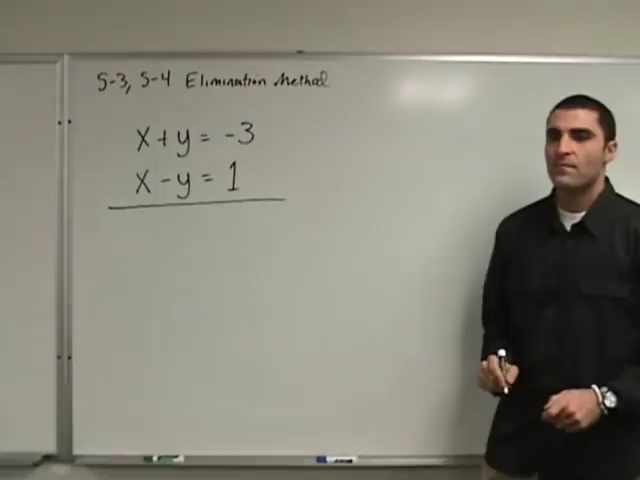 5-3, 5-4 Elimination Method
x + y = -3
x - y = 1